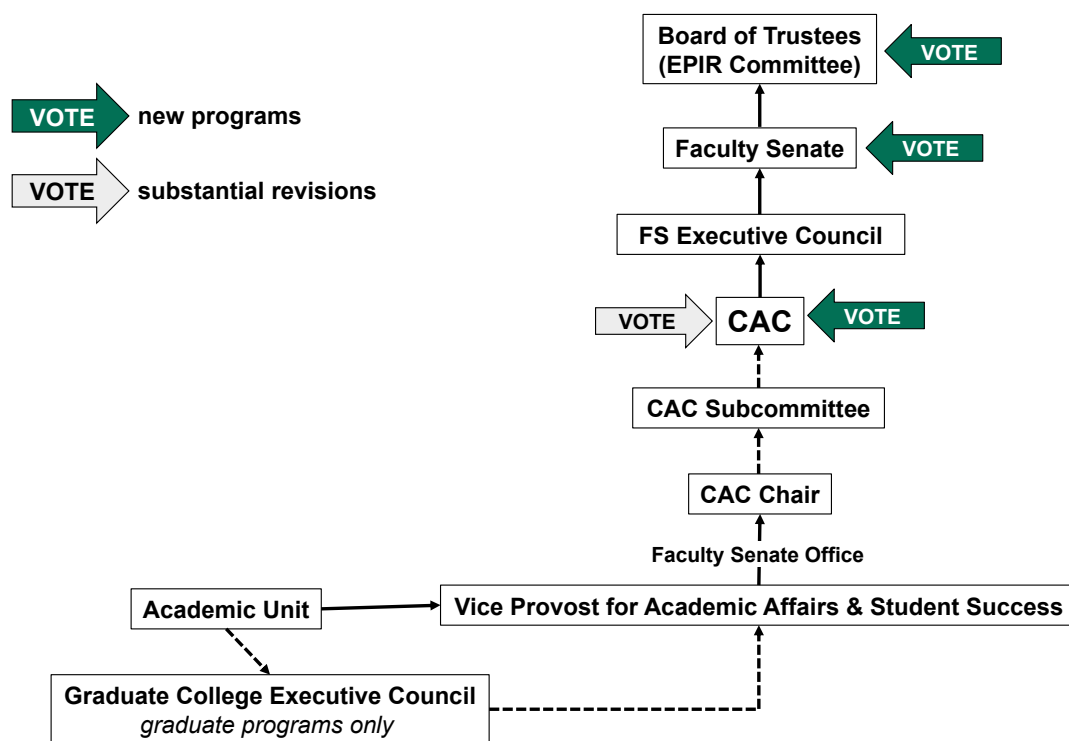 Board of Trustees
(EPIR Committee)
VOTE
VOTE
new programs
Faculty Senate
VOTE
VOTE
substantial revisions
FS Executive Council
VOTE
CAC
VOTE
CAC Subcommittee
CAC Chair
Faculty Senate Office
Academic Unit
Vice Provost for Academic Affairs & Student Success
Graduate College Executive Council
graduate programs only